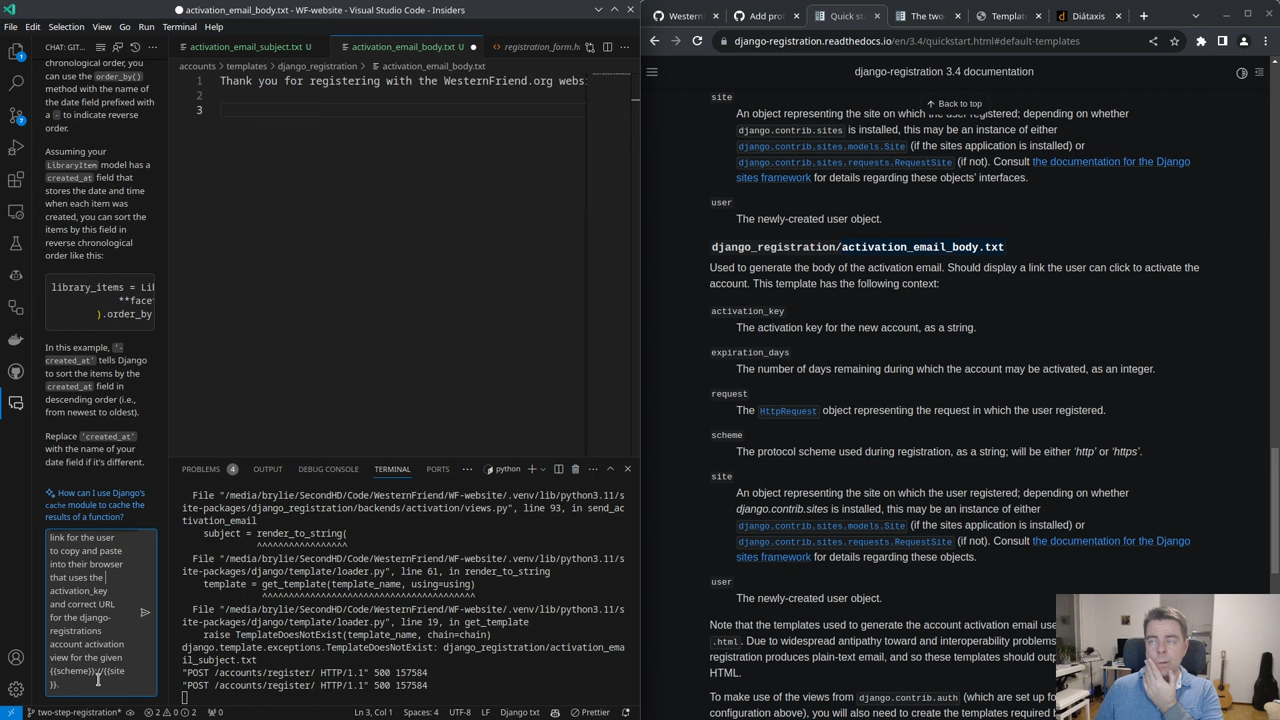 activation_email_body.txt - WF-website - Visual Studio Code - Insiders
File Edit Selection View Go Run Terminal Help
CHAT: GIT...
chronological order, you
can use the order_by()
method with the name of
the date field prefixed with
a - to indicate reverse
order.
Assuming your
LibraryItem model has a
created_at field that
stores the date and time
when each item was
created, you can sort the
items by this field in
reverse chronological
order like this:
library_items = Li
**face
).order_by
In this example, '-
created_at' tells Django
to sort the items by the
created_at field in
descending order (i.e.,
from newest to oldest).
Replace 'created_at'
with the name of your
date field if it's different.
How can I use Django's
cache module to cache the
results of a function?
link for the user
to copy and paste
into their browser
that uses the
activation_key
and correct URL
for the django-
registrations
account activation
view for the given
{{scheme}}://{{site
}}.
activation_email_subject.txt U
activation_email_body.txt U
registration_form.h
accounts > templates > django_registration > activation_email_body.txt
1 Thank you for registering with the WesternFriend.org webs
2
3
PROBLEMS 4 OUTPUT DEBUG CONSOLE TERMINAL PORTS ... python
File "/media/brylie/SecondHD/Code/WesternFriend/WF-website/.venv/lib/python3.11/s
ite-packages/django_registration/backends/activation/views.py", line 93, in send_ac
tivation_email
subject = render_to_string(
^^^^^^^^^^^^^^^^^
File "/media/brylie/SecondHD/Code/WesternFriend/WF-website/.venv/lib/python3.11/s
ite-packages/django/template/loader.py", line 61, in render_to_string
template = get_template(template_name, using=using)
^^^^^^^^^^^^^^^^^^^^^^^^^^^^^^^^^^^^^^^^
File "/media/brylie/SecondHD/Code/WesternFriend/WF-website/.venv/lib/python3.11/s
ite-packages/django/template/loader.py", line 19, in get_template
raise TemplateDoesNotExist(template_name, chain=chain)
django.template.exceptions.TemplateDoesNotExist: django_registration/activation_ema
il_subject.txt
"POST /accounts/register/ HTTP/1.1" 500 157584
"POST /accounts/register/ HTTP/1.1" 500 157584
two-step-registration* 2 0 2 0 Ln 3, Col 1 Spaces: 4 UTF-8 LF Django txt Prettier
Western Add pro Quick st The two- Templat Diátaxis
django-registration.readthedocs.io/en/3.4/quickstart.html#default-templates
django-registration 3.4 documentation
Back to top
site
An object representing the site on which the user registered; depending on whether
django.contrib.sites is installed, this may be an instance of either
django.contrib.sites.models.Site (if the sites application is installed) or
django.contrib.sites.requests.RequestSite (if not). Consult the documentation for the Django
sites framework for details regarding these objects' interfaces.
user
The newly-created user object.
django_registration/activation_email_body.txt
Used to generate the body of the activation email. Should display a link the user can click to activate the
account. This template has the following context:
activation_key
The activation key for the new account, as a string.
expiration_days
The number of days remaining during which the account may be activated, as an integer.
request
The HttpRequest object representing the request in which the user registered.
scheme
The protocol scheme used during registration, as a string; will be either 'http' or 'https'.
site
An object representing the site on which the user registered; depending on whether
django.contrib.sites is installed, this may be an instance of either
django.contrib.sites.models.Site (if the sites application is installed) or
django.contrib.sites.requests.RequestSite (if not). Consult the documentation for the Django
sites framework for details regarding these objects' interfaces.
user
The newly-created user object.
Note that the templates used to generate the account activation email use
.html. Due to widespread antipathy toward and interoperability problems
registration produces plain-text email, and so these templates should outp
HTML.
To make use of the views from django.contrib.auth (which are set up fo
configuration above), you will also need to create the templates required b